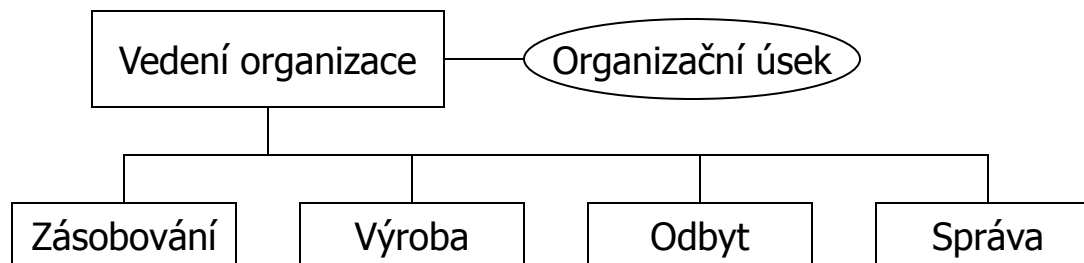 Vedení organizace
Organizační úsek
Zásobování
Výroba
Odbyt
Správa